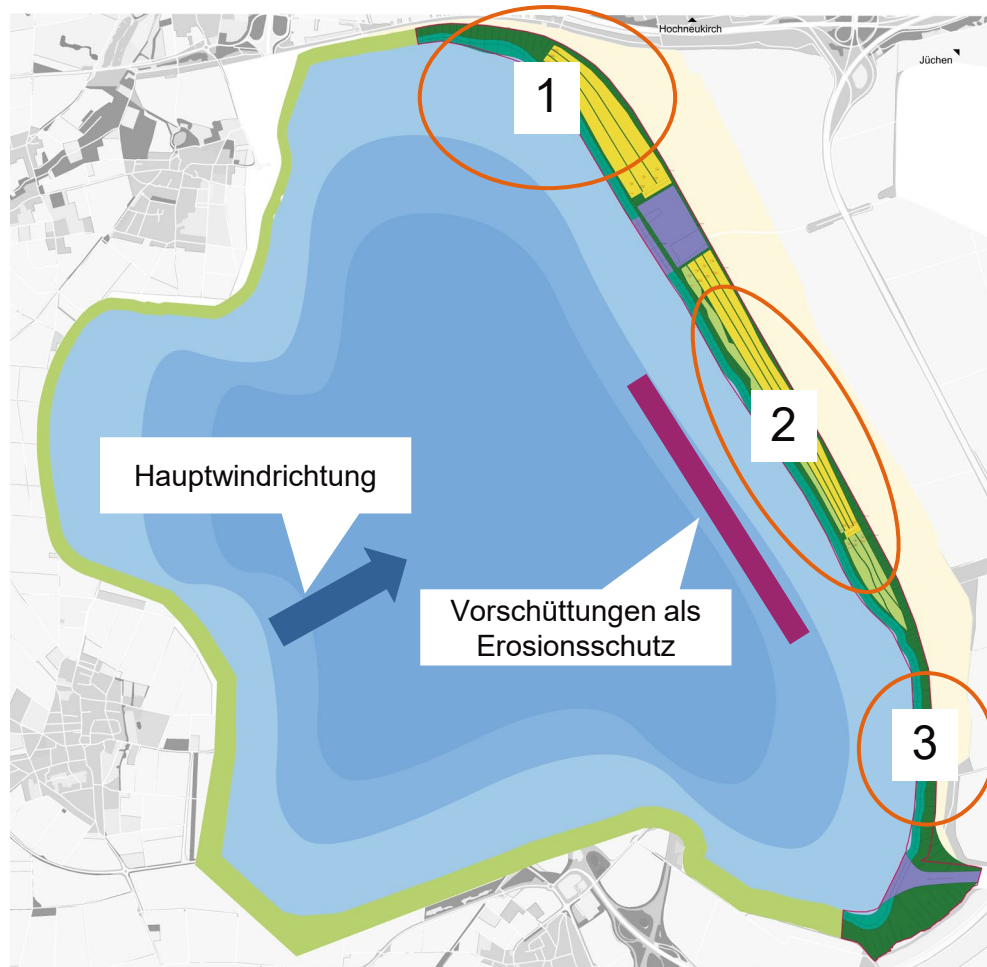 Hochneukirch
Jüchen
1
2
Hauptwindrichtung
Vorschüttungen als
Erosionsschutz
3